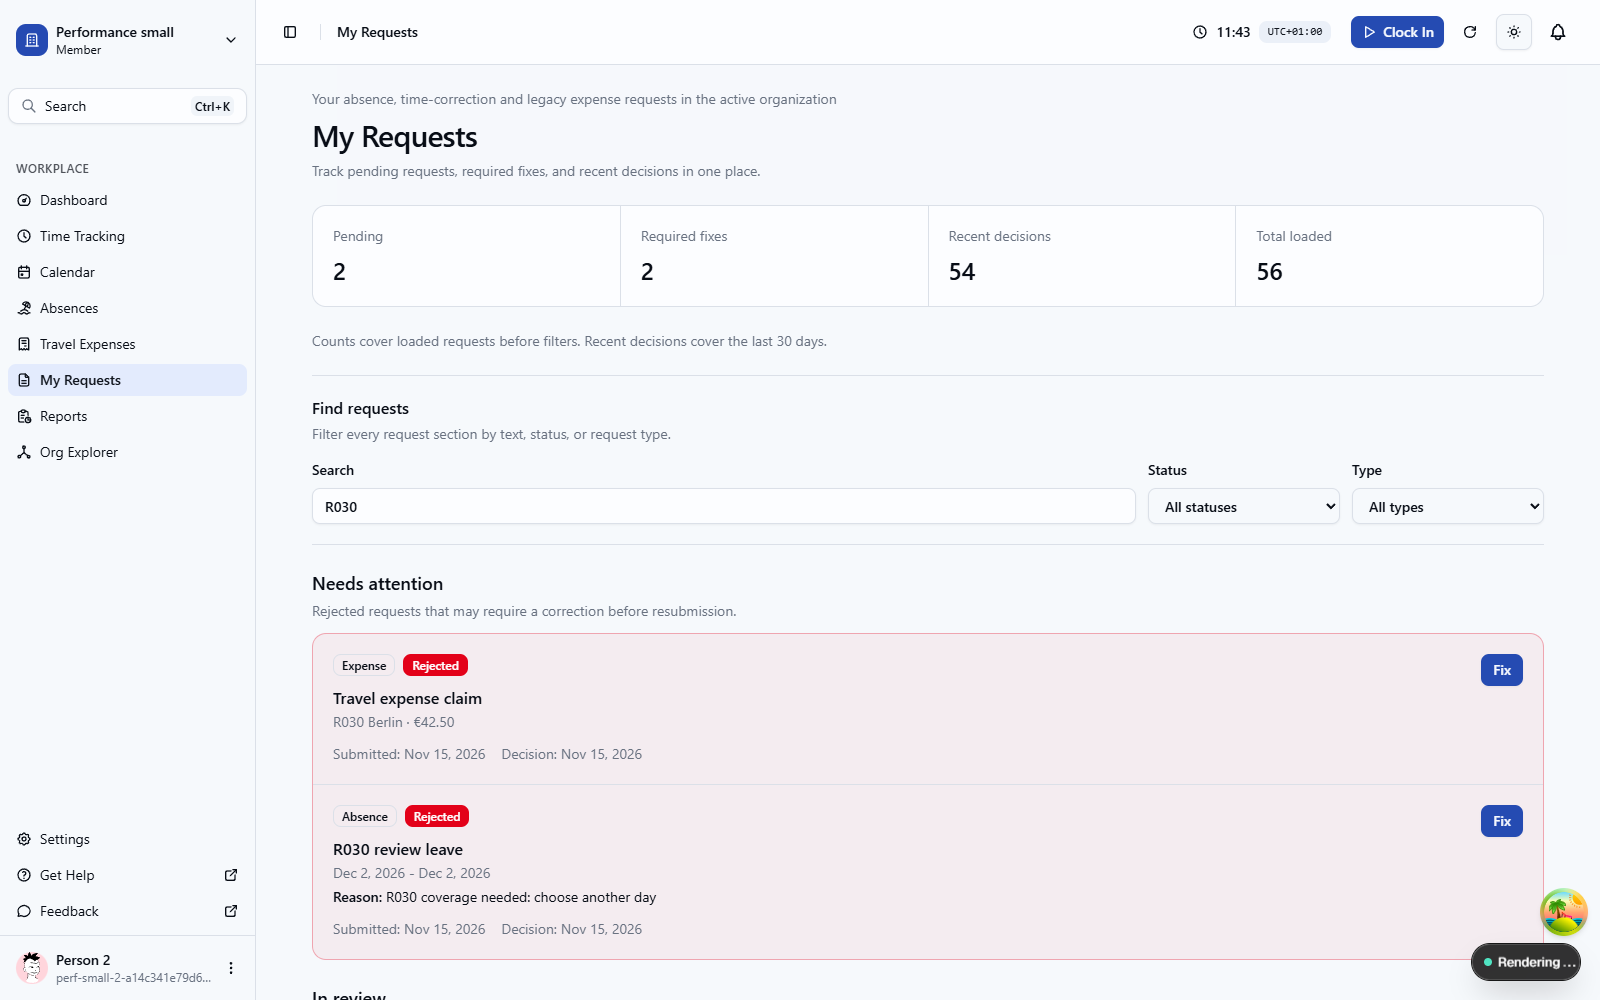 Performance small
Member
Search
Ctrl+K
WORKPLACE
Dashboard
Time Tracking
Calendar
Absences
Travel Expenses
My Requests
Reports
Org Explorer
Settings
Get Help
Feedback
Person 2
perf-small-2-a14c341e79d6...
My Requests
11:43
UTC+01:00
Clock In
Your absence, time-correction and legacy expense requests in the active organization
My Requests
Track pending requests, required fixes, and recent decisions in one place.
Pending
2
Required fixes
2
Recent decisions
54
Total loaded
56
Counts cover loaded requests before filters. Recent decisions cover the last 30 days.
Find requests
Filter every request section by text, status, or request type.
Search
R030
Status
All statuses
Type
All types
Needs attention
Rejected requests that may require a correction before resubmission.
Expense
Rejected
Fix
Travel expense claim
R030 Berlin · €42.50
Submitted: Nov 15, 2026 Decision: Nov 15, 2026
Absence
Rejected
Fix
R030 review leave
Dec 2, 2026 - Dec 2, 2026
Reason: R030 coverage needed: choose another day
Submitted: Nov 15, 2026 Decision: Nov 15, 2026
Rendering ...
In review